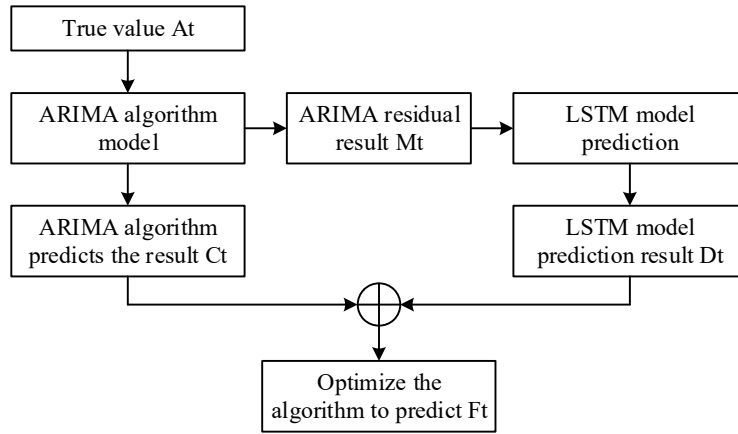 True value At
ARIMA algorithm
model
ARIMA residual
result Mt
LSTM model
prediction
ARIMA algorithm
predicts the result Ct
LSTM model
prediction result Dt
Optimize the
algorithm to predict Ft